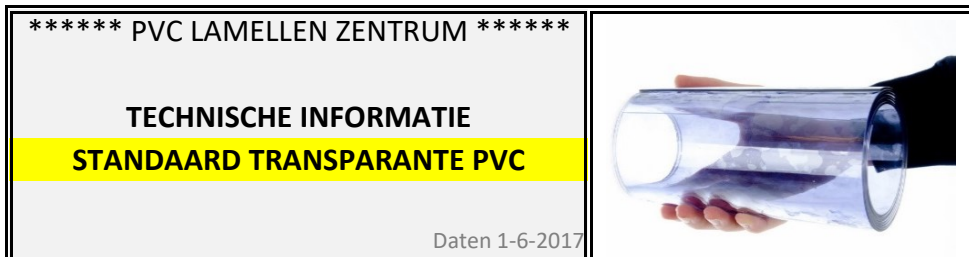 ****** PVC LAMELLEN ZENTRUM ******
TECHNISCHE INFORMATIE
STANDAARD TRANSPARANTE PVC
Daten 1-6-2017